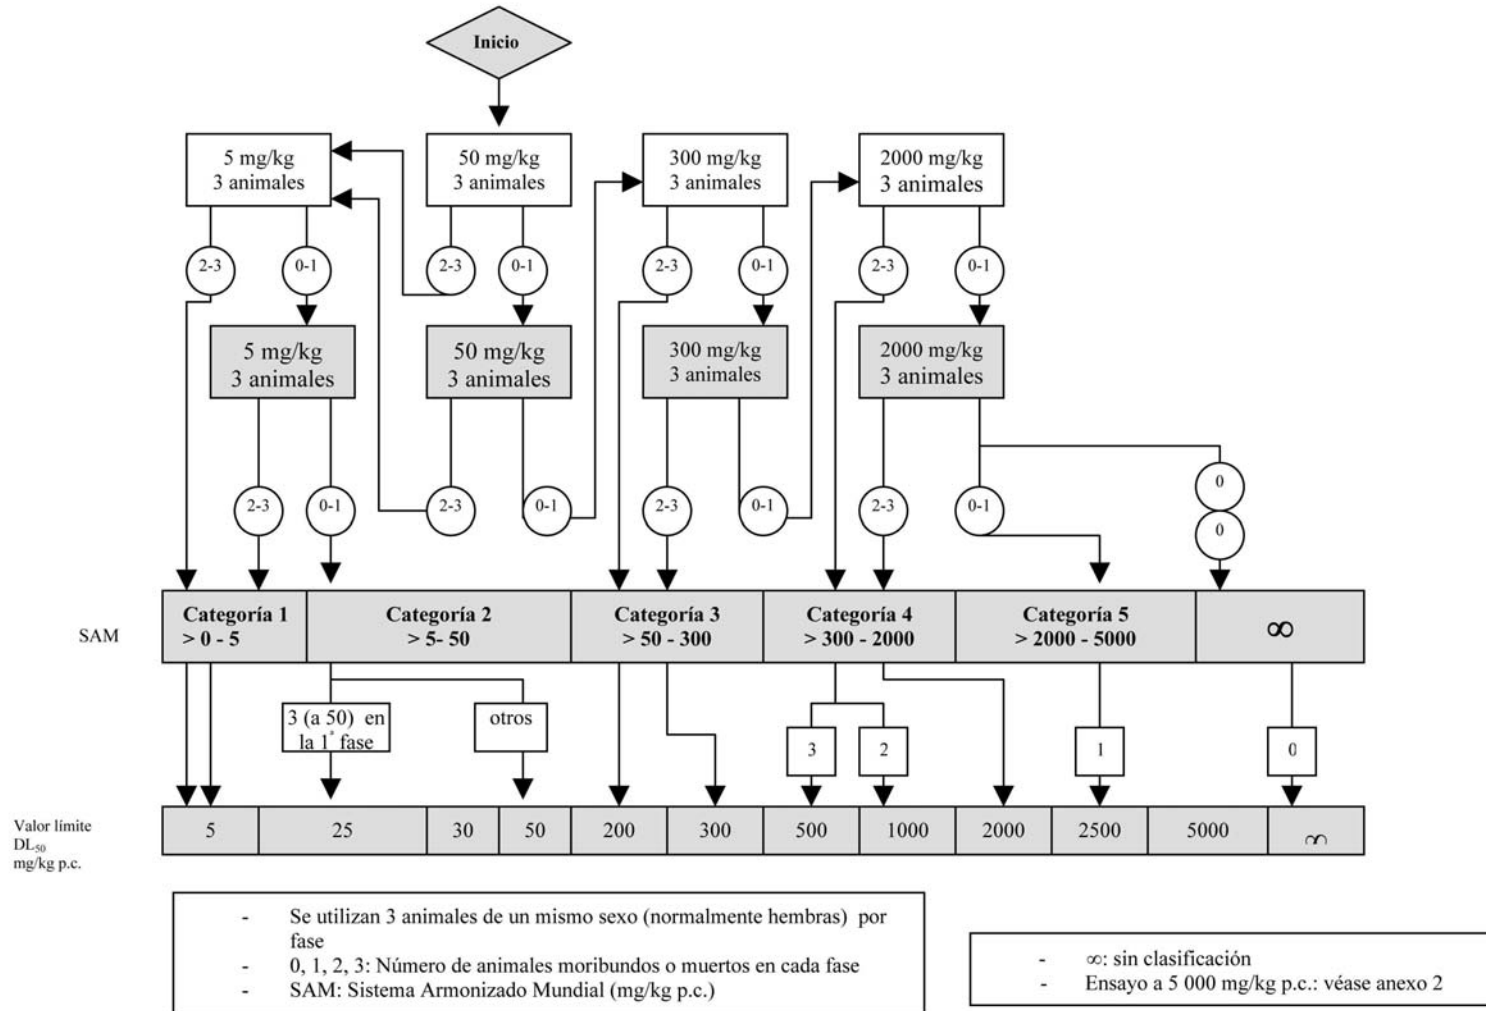 Inicio
5 mg/kg
3 animales
50 mg/kg
3 animales
300 mg/kg
3 animales
2000 mg/kg
3 animales
2-3
0-1
2-3
0-1
2-3
0-1
2-3
0-1
5 mg/kg
3 animales
50 mg/kg
3 animales
300 mg/kg
3 animales
2000 mg/kg
3 animales
2-3
0-1
2-3
0-1
2-3
0-1
2-3
0-1
0
0
SAM
Categoría 1
> 0 - 5
Categoría 2
> 5- 50
Categoría 3
> 50 - 300
Categoría 4
> 300 - 2000
Categoría 5
> 2000 - 5000
∞
3 (a 50) en
la 1ª fase
otros
3
2
1
0
Valor límite
DL₅₀
mg/kg p.c.
5
25
30
50
200
300
500
1000
2000
2500
5000
∞
- Se utilizan 3 animales de un mismo sexo (normalmente hembras) por
fase
- 0, 1, 2, 3: Número de animales moribundos o muertos en cada fase
- SAM: Sistema Armonizado Mundial (mg/kg p.c.)
- ∞: sin clasificación
- Ensayo a 5 000 mg/kg p.c.: véase anexo 2